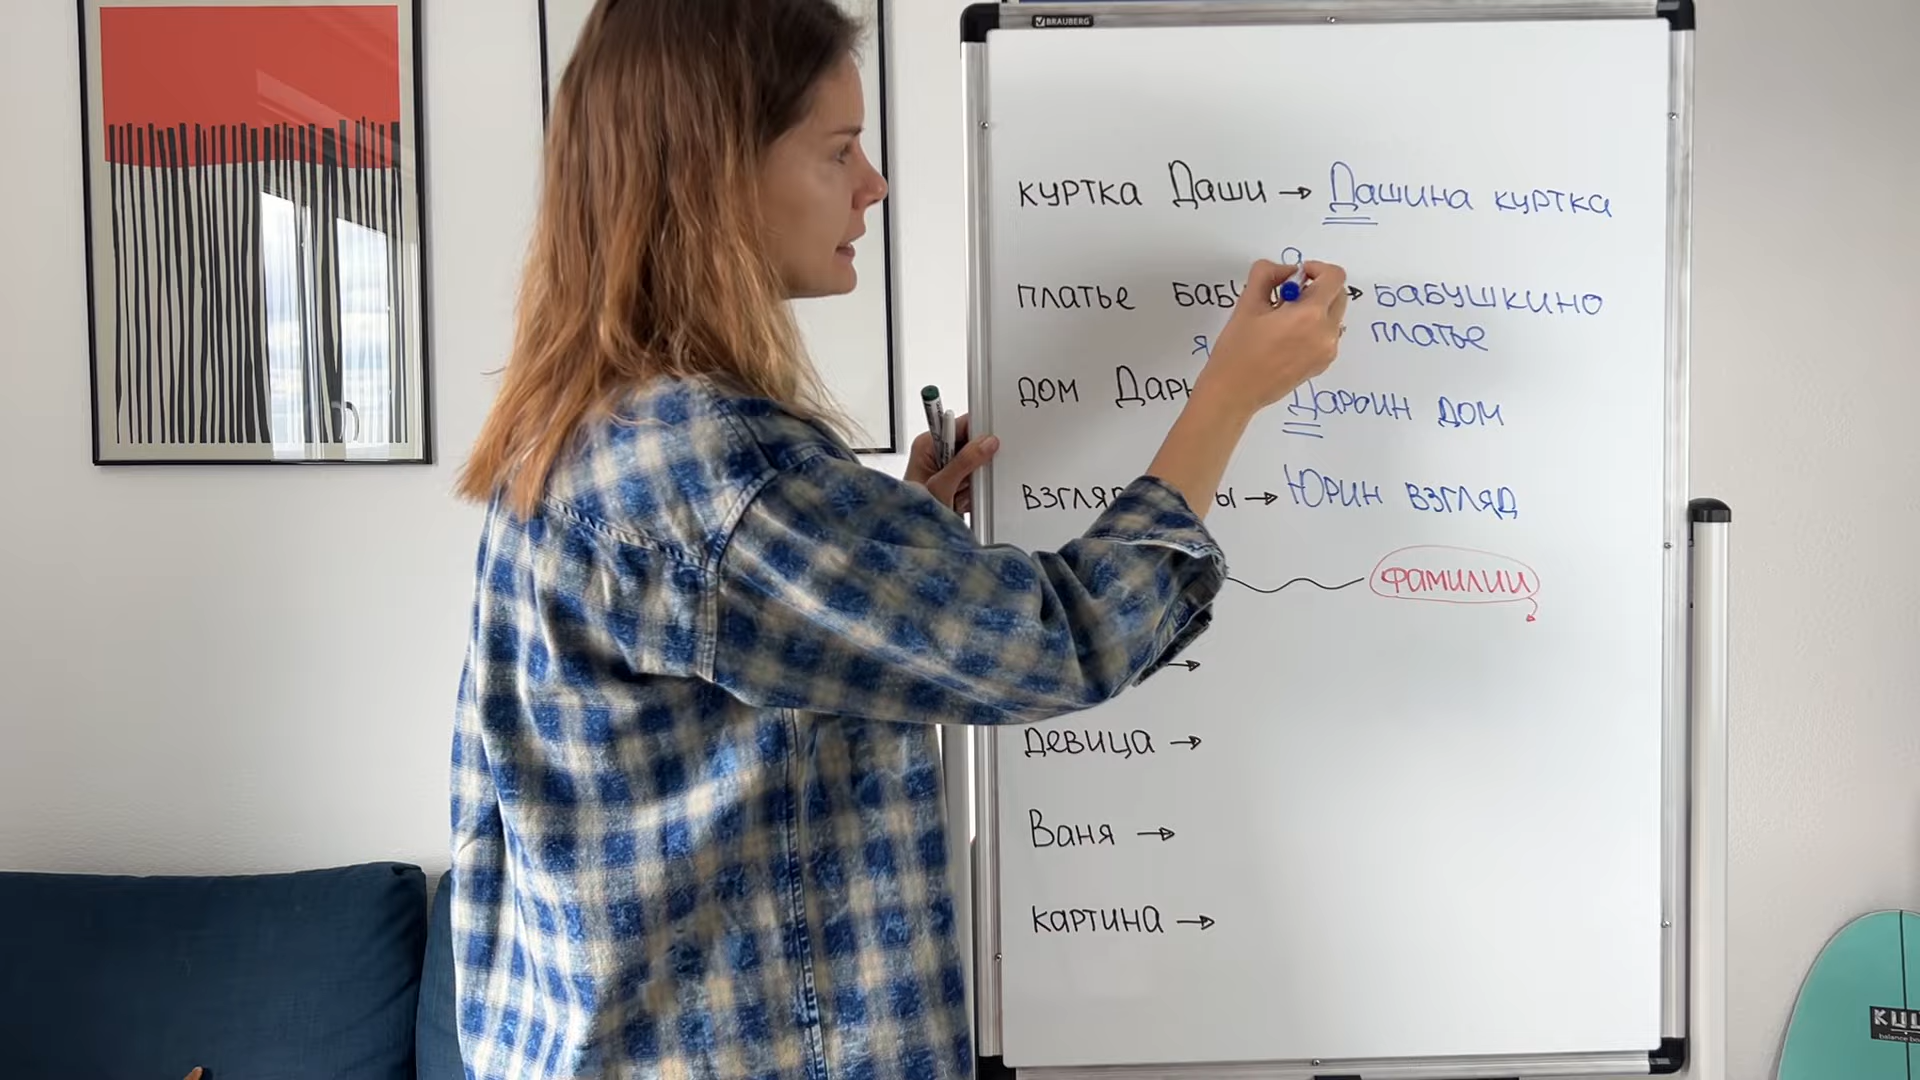 BRAUBERG
куртка Даши → Дашина куртка
а
платье → бабушкино
платье
я
дом Дарьин дом
ы → Юрин взгляд
фамилии
→
девица →
Ваня →
картина →